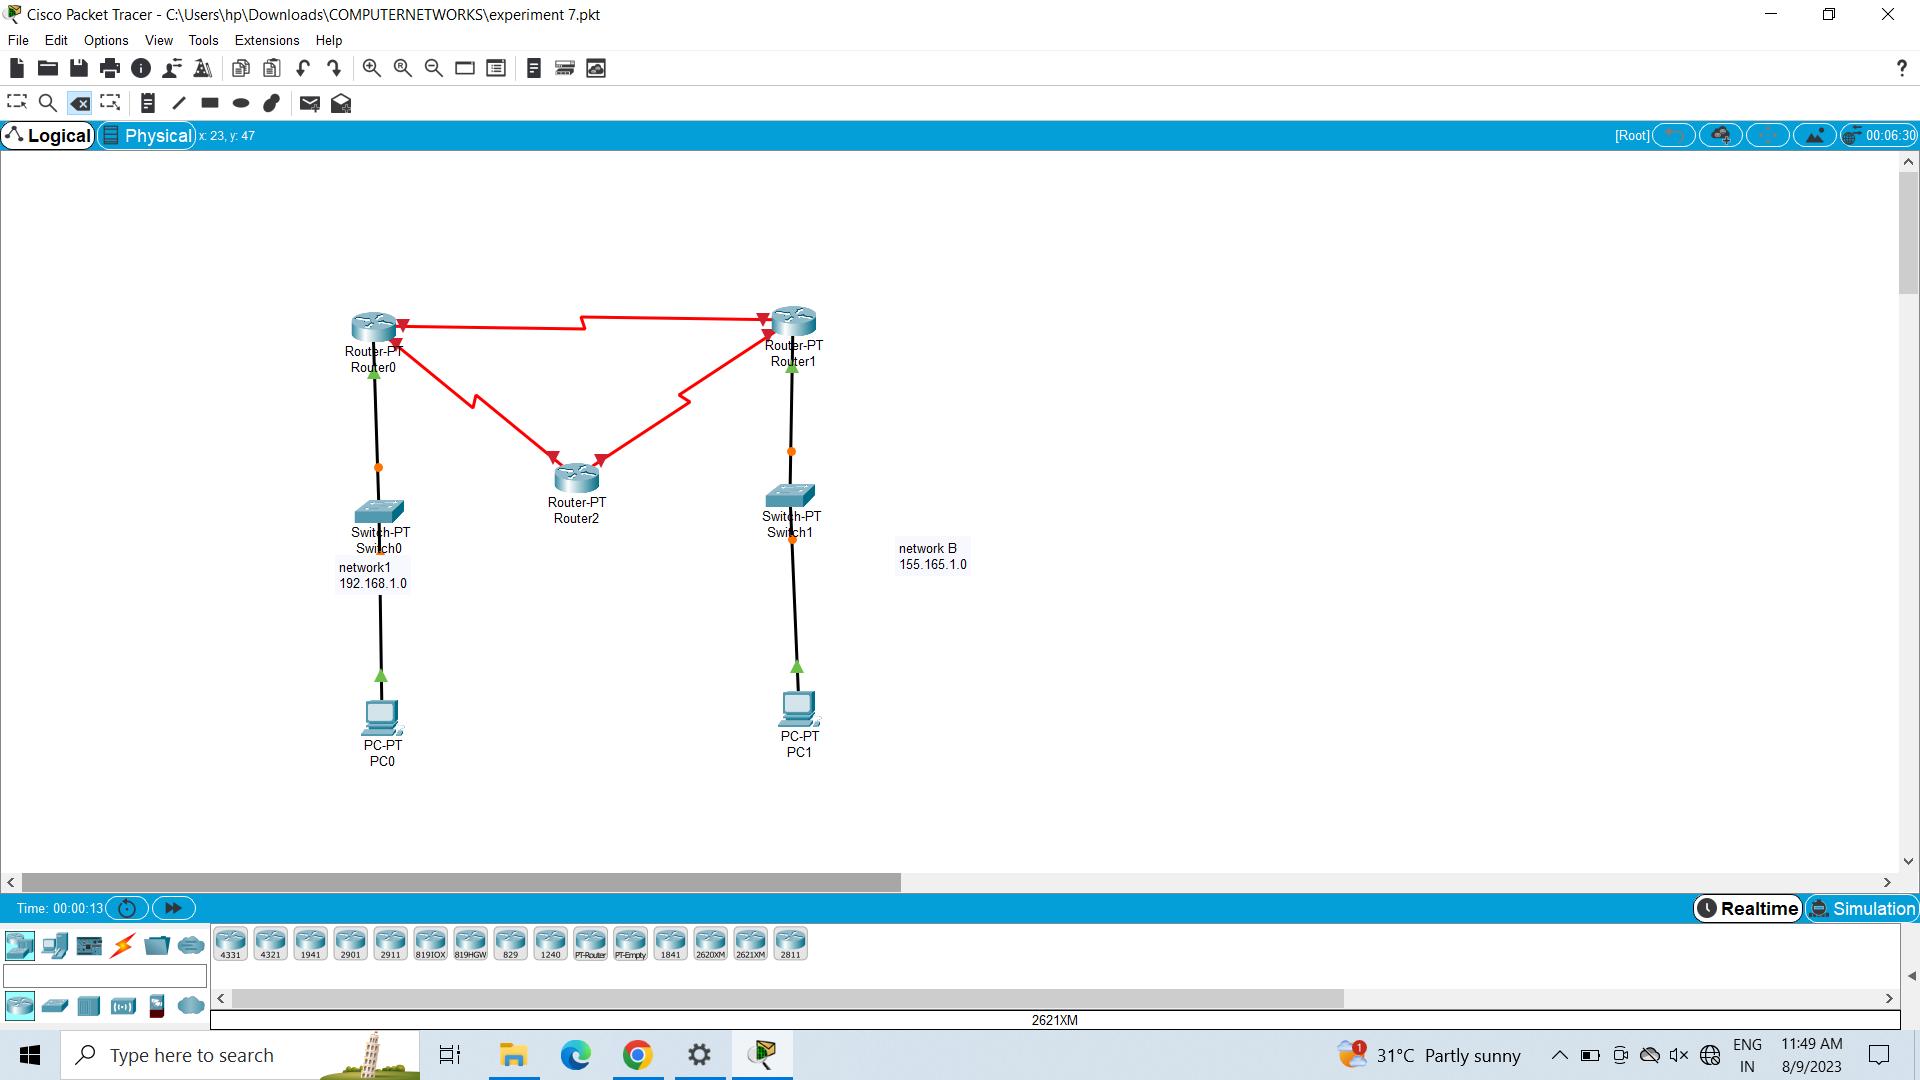 Cisco Packet Tracer - C:\Users\hp\Downloads\COMPUTERNETWORKS\experiment 7.pkt
File Edit Options View Tools Extensions Help
?
Logical Physical x: 23, y: 47 [Root] 00:06:30
Router-PT
Router0
Router-PT
Router1
Router-PT
Router2
Switch-PT
Switch0
Switch-PT
Switch1
network1
192.168.1.0
network B
155.165.1.0
PC-PT
PC0
PC-PT
PC1
Time: 00:00:13 Realtime Simulation
4331 4321 1941 2901 2911 819IOX 819HGW 829 1240 PT-Router PT-Empty 1841 2620XM 2621XM 2811
2621XM
Type here to search
1 31°C Partly sunny
ENG
IN
11:49 AM
8/9/2023